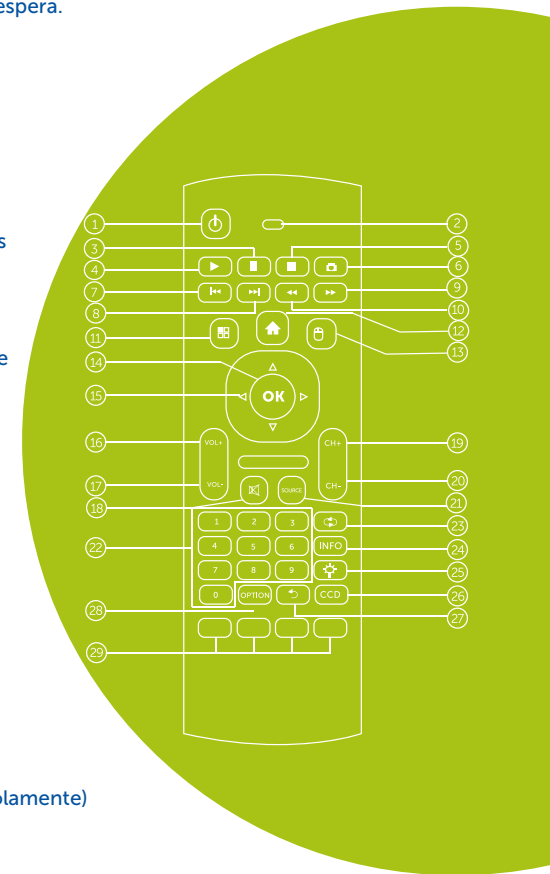 espera.
1
2
3
5
4
6
7
9
8
10
11
12
13
14
15
OK
16
VOL+
CH+
19
17
VOL-
CH-
20
18
SOURCE
21
1 2 3
23
22
4 5 6
INFO
24
7 8 9
25
0
OPTION
CCD
26
28
27
29
s
e
olamente)